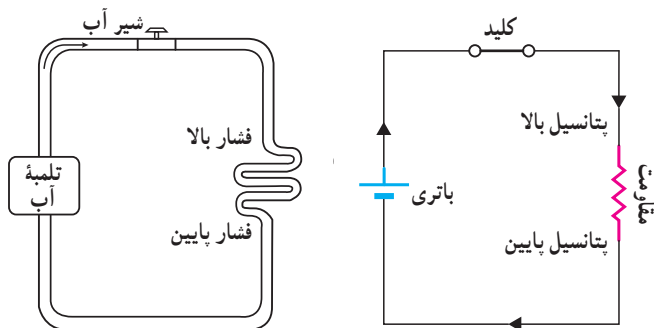 شیر آب
فشار بالا
تلمبهٔ
آب
فشار پایین
کلید
پتانسیل بالا
باتری
مقاومت
پتانسیل پایین